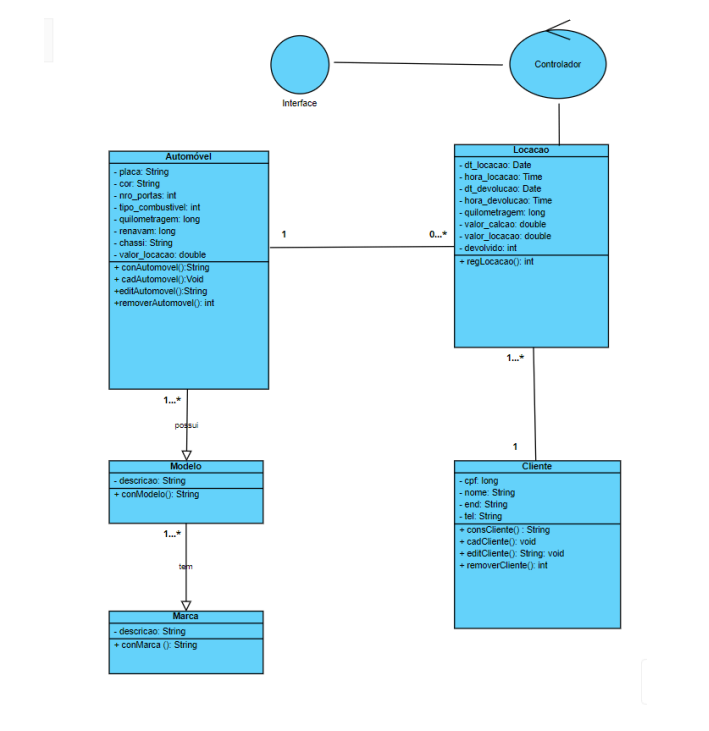 Controlador
Interface
Automóvel
- placa: String
- cor: String
- nro_portas: int
- tipo_combustivel: int
- quilometragem: long
- renavam: long
- chassi: String
- valor_locacao: double
+ conAutomovel():String
+ cadAutomovel():Void
+editAutomovel():String
+removerAutomovel(): int
1
0...*
Locacao
- dt_locacao: Date
- hora_locacao: Time
- dt_devolucao: Date
- hora_devolucao: Time
- quilometragem: long
- valor_calcao: double
- valor_locacao: double
- devolvido: int
+ regLocacao(): int
1...*
possui
1...*
1
Modelo
- descricao: String
+ conModelo(): String
Cliente
- cpf: long
- nome: String
- end: String
- tel: String
+ consCliente() : String
+ cadCliente(): void
+ editCliente(): String: void
+ removerCliente(): int
1...*
tem
Marca
- descricao: String
+ conMarca (): String